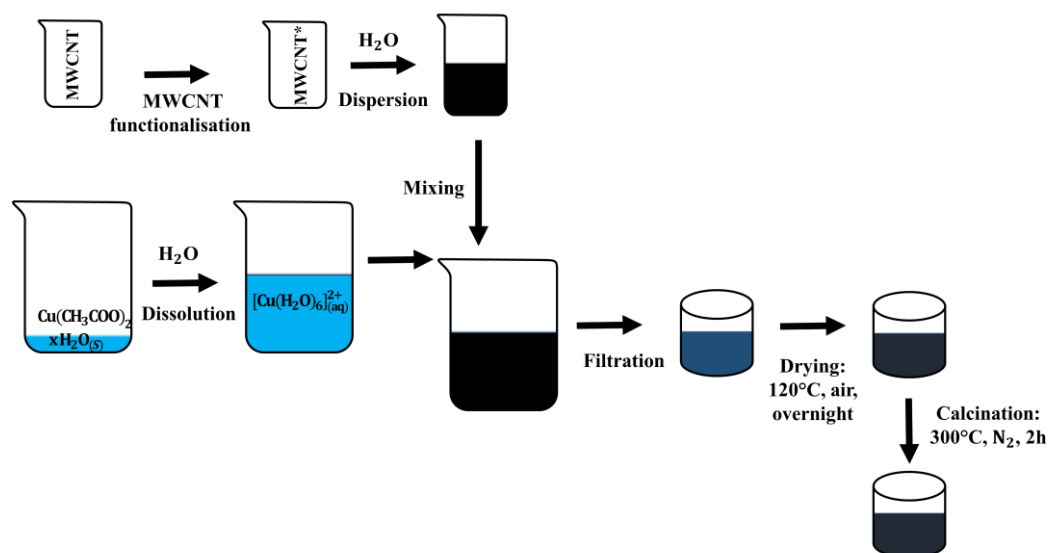 MWCNT
MWCNT
functionalisation
MWCNT*
H₂O
Dispersion
Mixing
Cu(CH₃COO)₂
xH₂O₍S₎
H₂O
Dissolution
[Cu(H₂O)₆]²⁺₍aq₎
Filtration
Drying:
120°C, air,
overnight
Calcination:
300°C, N₂, 2h